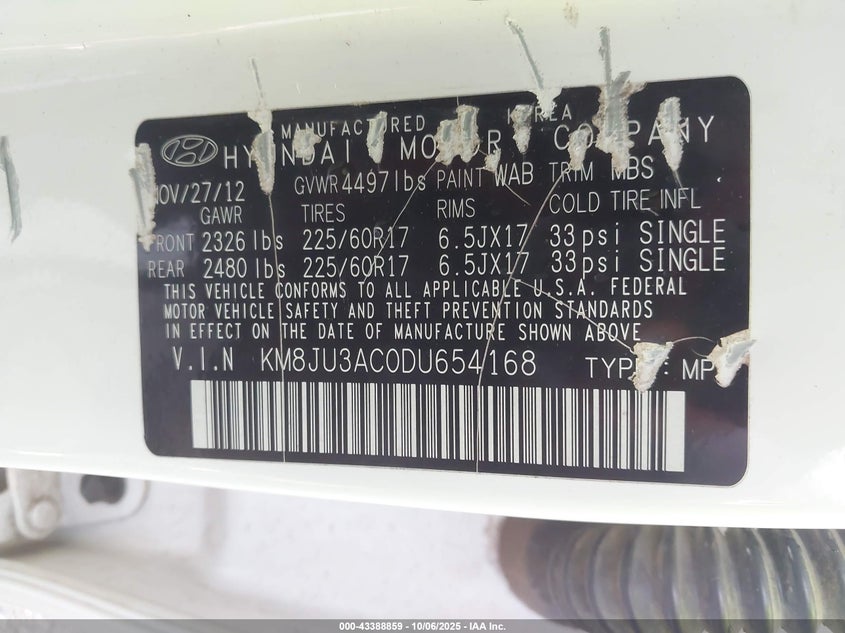 MANUFACTURED KOREA
HYUNDAI MOTOR COMPANY
NOV/27/12 GVWR 4497lbs PAINT WAB TRIM MBS
GAWR TIRES RIMS COLD TIRE INFL
FRONT 2326 lbs 225/60R17 6.5JX17 33psi SINGLE
REAR 2480 lbs 225/60R17 6.5JX17 33psi SINGLE
THIS VEHICLE CONFORMS TO ALL APPLICABLE U.S.A. FEDERAL
MOTOR VEHICLE SAFETY AND THEFT PREVENTION STANDARDS
IN EFFECT ON THE DATE OF MANUFACTURE SHOWN ABOVE
V.I.N KM8JU3AC0DU654168 TYPE: MP
000-43388859 - 10/06/2025 - IAA Inc.